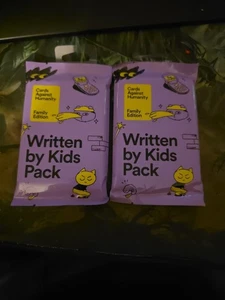 Cards
Against
Humanity
Family
Edition
Written
by Kids
Pack
Cards
Against
Humanity
Family
Edition
Written
by Kids
Pack